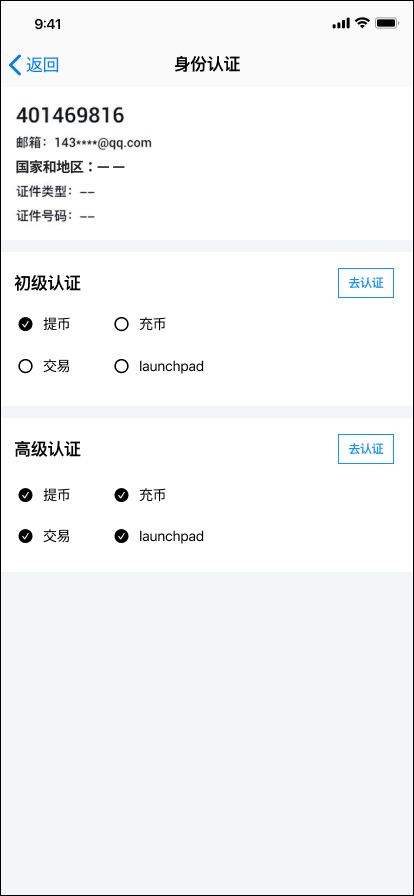 9:41
返回 身份认证
401469816
邮箱：143****@qq.com
国家和地区：— —
证件类型：––
证件号码：––
初级认证 去认证
提币 充币
交易 launchpad
高级认证 去认证
提币 充币
交易 launchpad